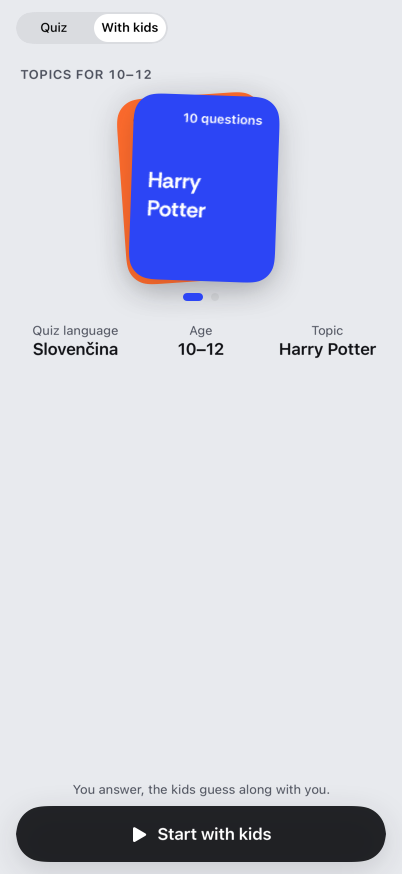 Quiz
With kids
TOPICS FOR 10–12
10 questions
Harry
Potter
Quiz language
Age
Topic
Slovenčina
10–12
Harry Potter
You answer, the kids guess along with you.
Start with kids